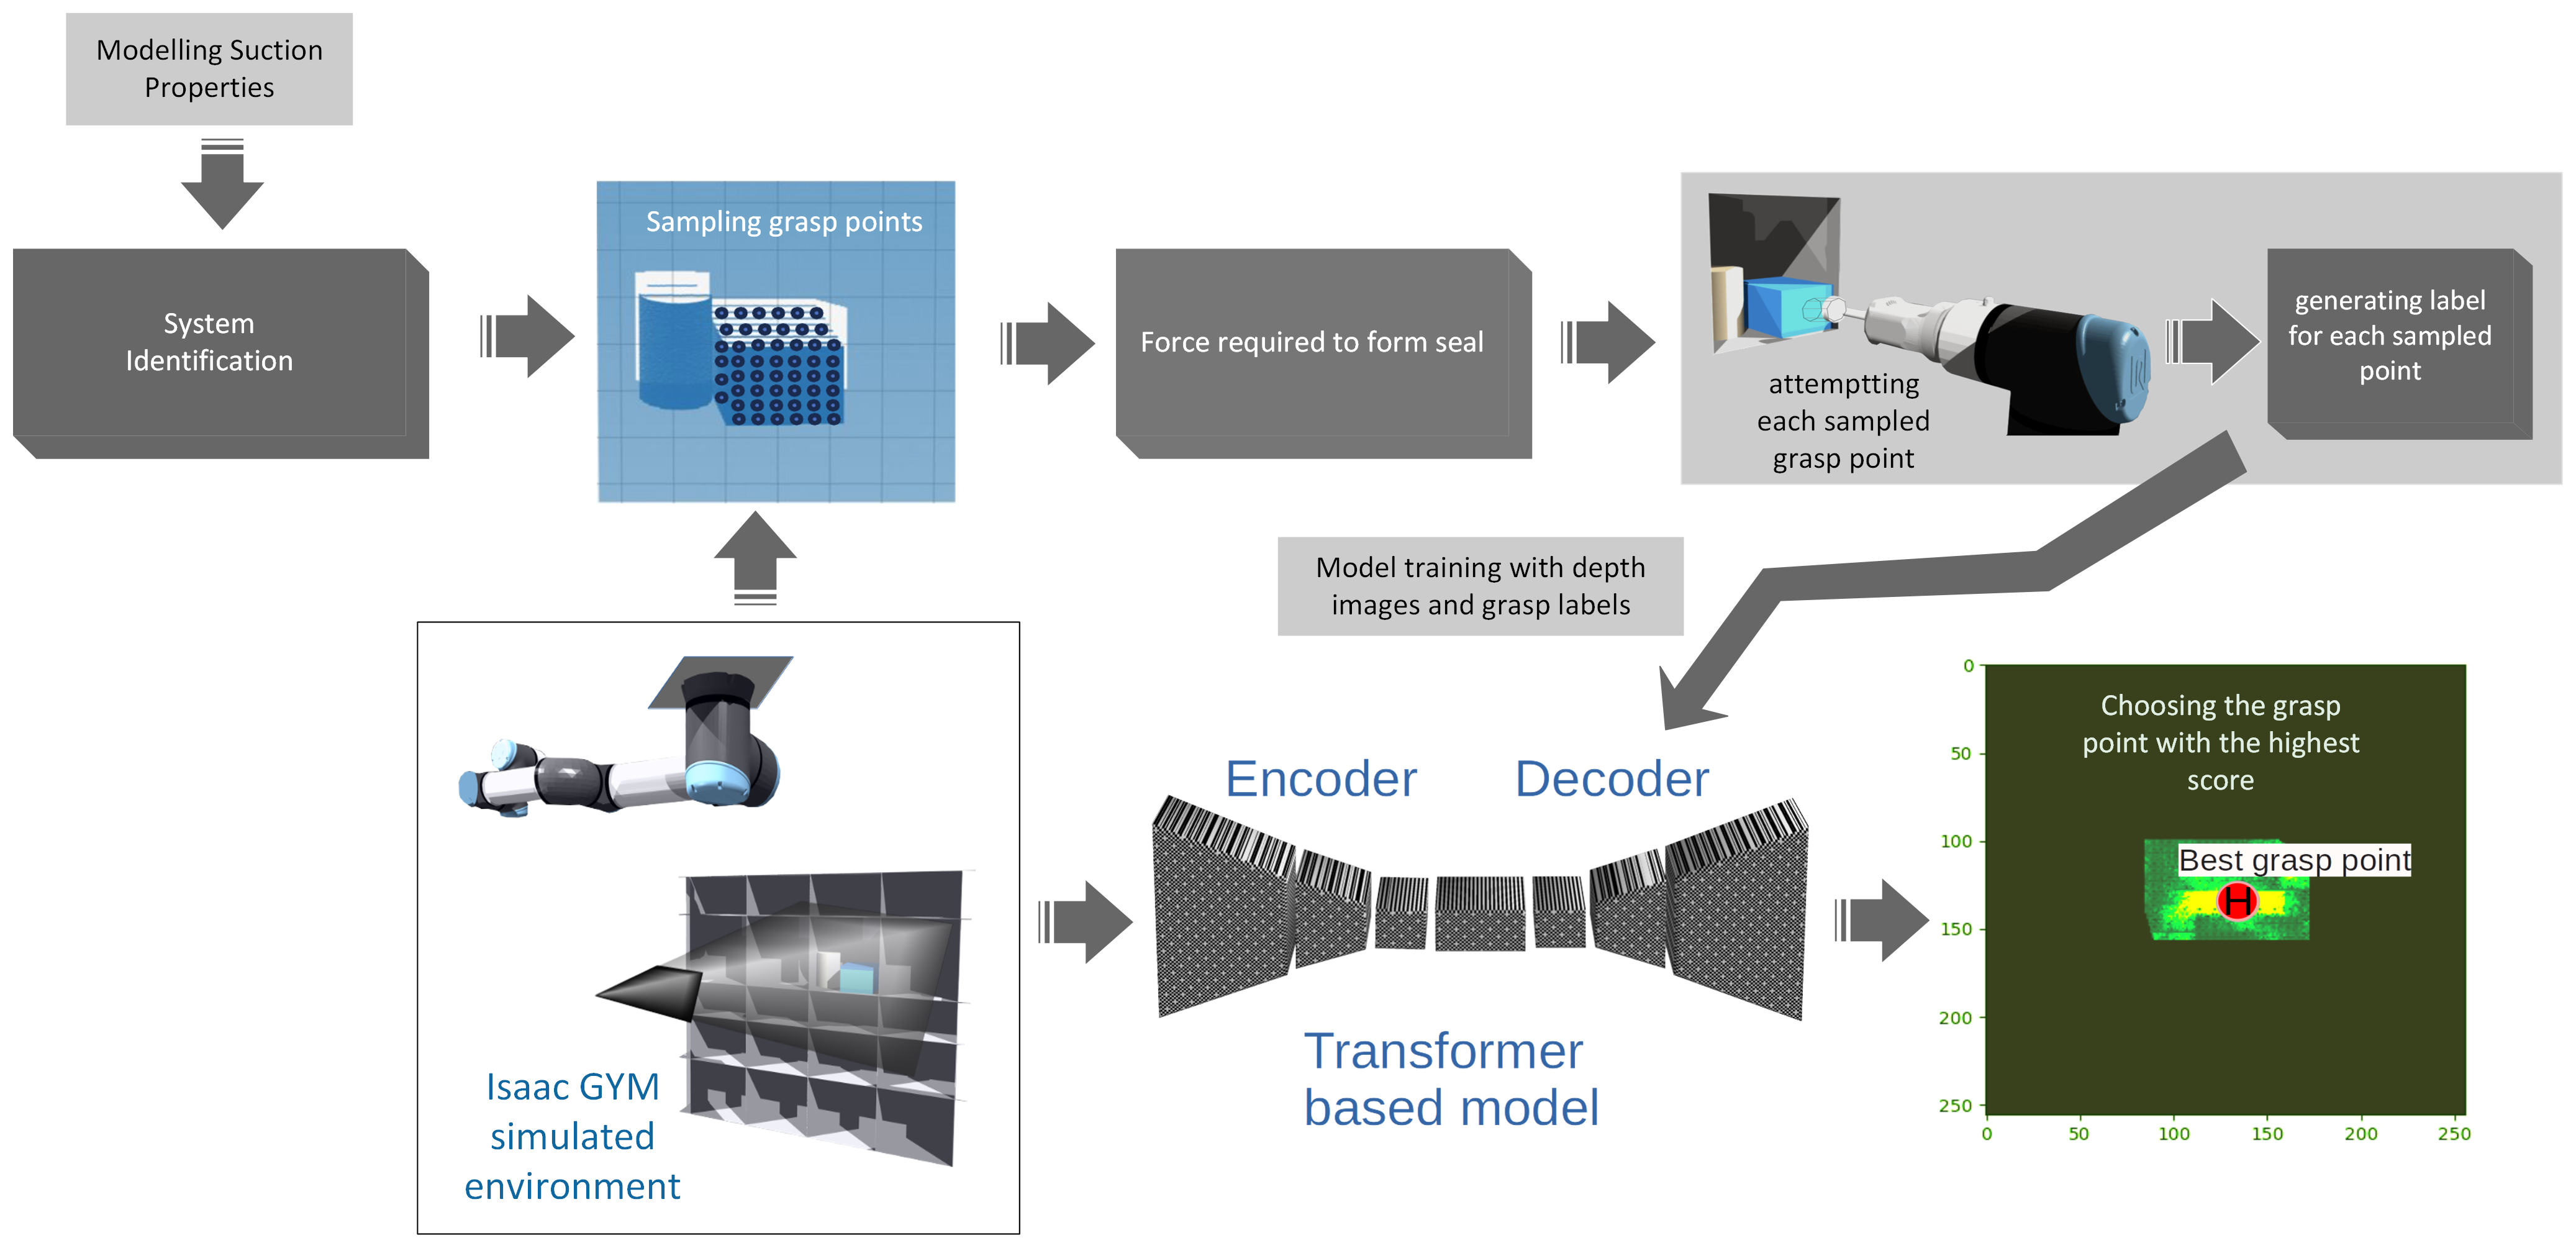 Modelling Suction
Properties
System
Identification
Sampling grasp points
Force required to form seal
attemptting
each sampled
grasp point
generating label
for each sampled
point
Model training with depth
images and grasp labels
Isaac GYM
simulated
environment
Encoder
Decoder
Transformer
based model
Choosing the grasp
point with the highest
score
Best grasp point
H
0
50
100
150
200
250
0
50
100
150
200
250